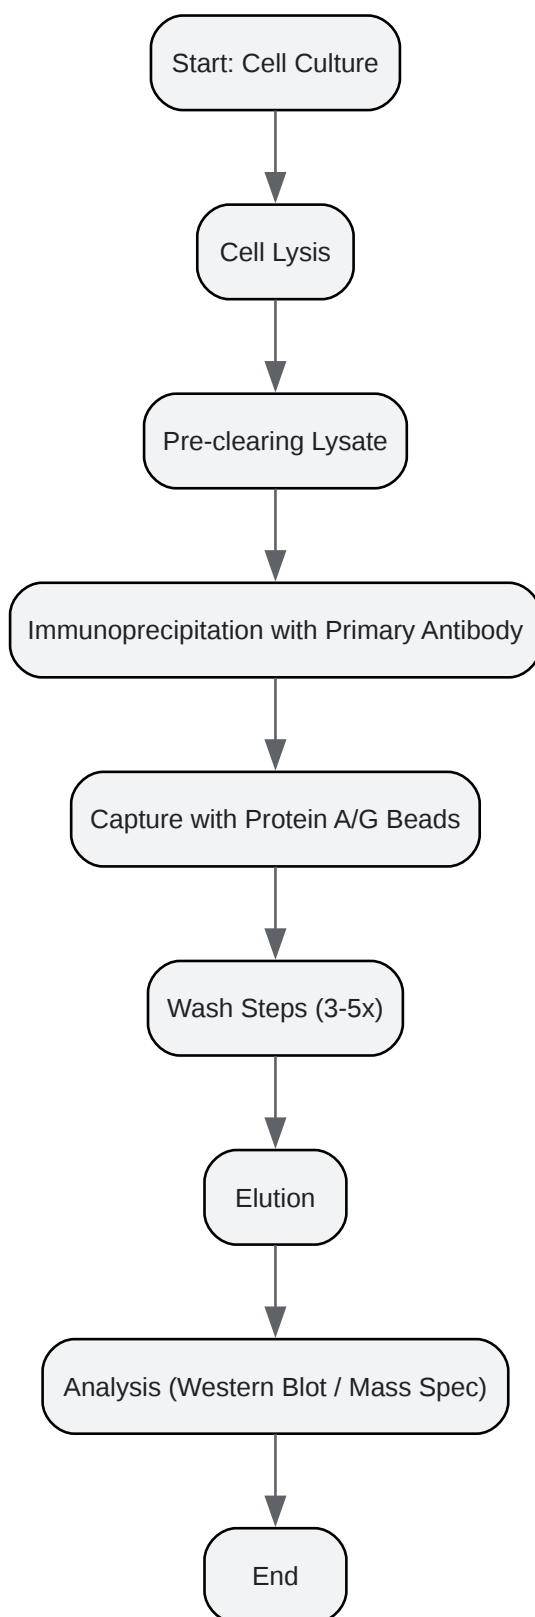 Start: Cell Culture
Cell Lysis
Pre-clearing Lysate
Immunoprecipitation with Primary Antibody
Capture with Protein A/G Beads
Wash Steps (3-5x)
Elution
Analysis (Western Blot / Mass Spec)
End